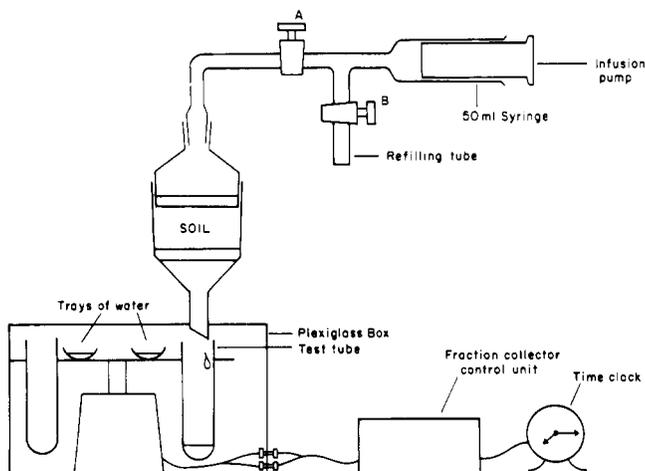 A
Infusion
pump
B
50ml Syringe
Refilling tube
SOIL
Trays of water
Plexiglass Box
Test tube
Fraction collector
control unit
Time clock